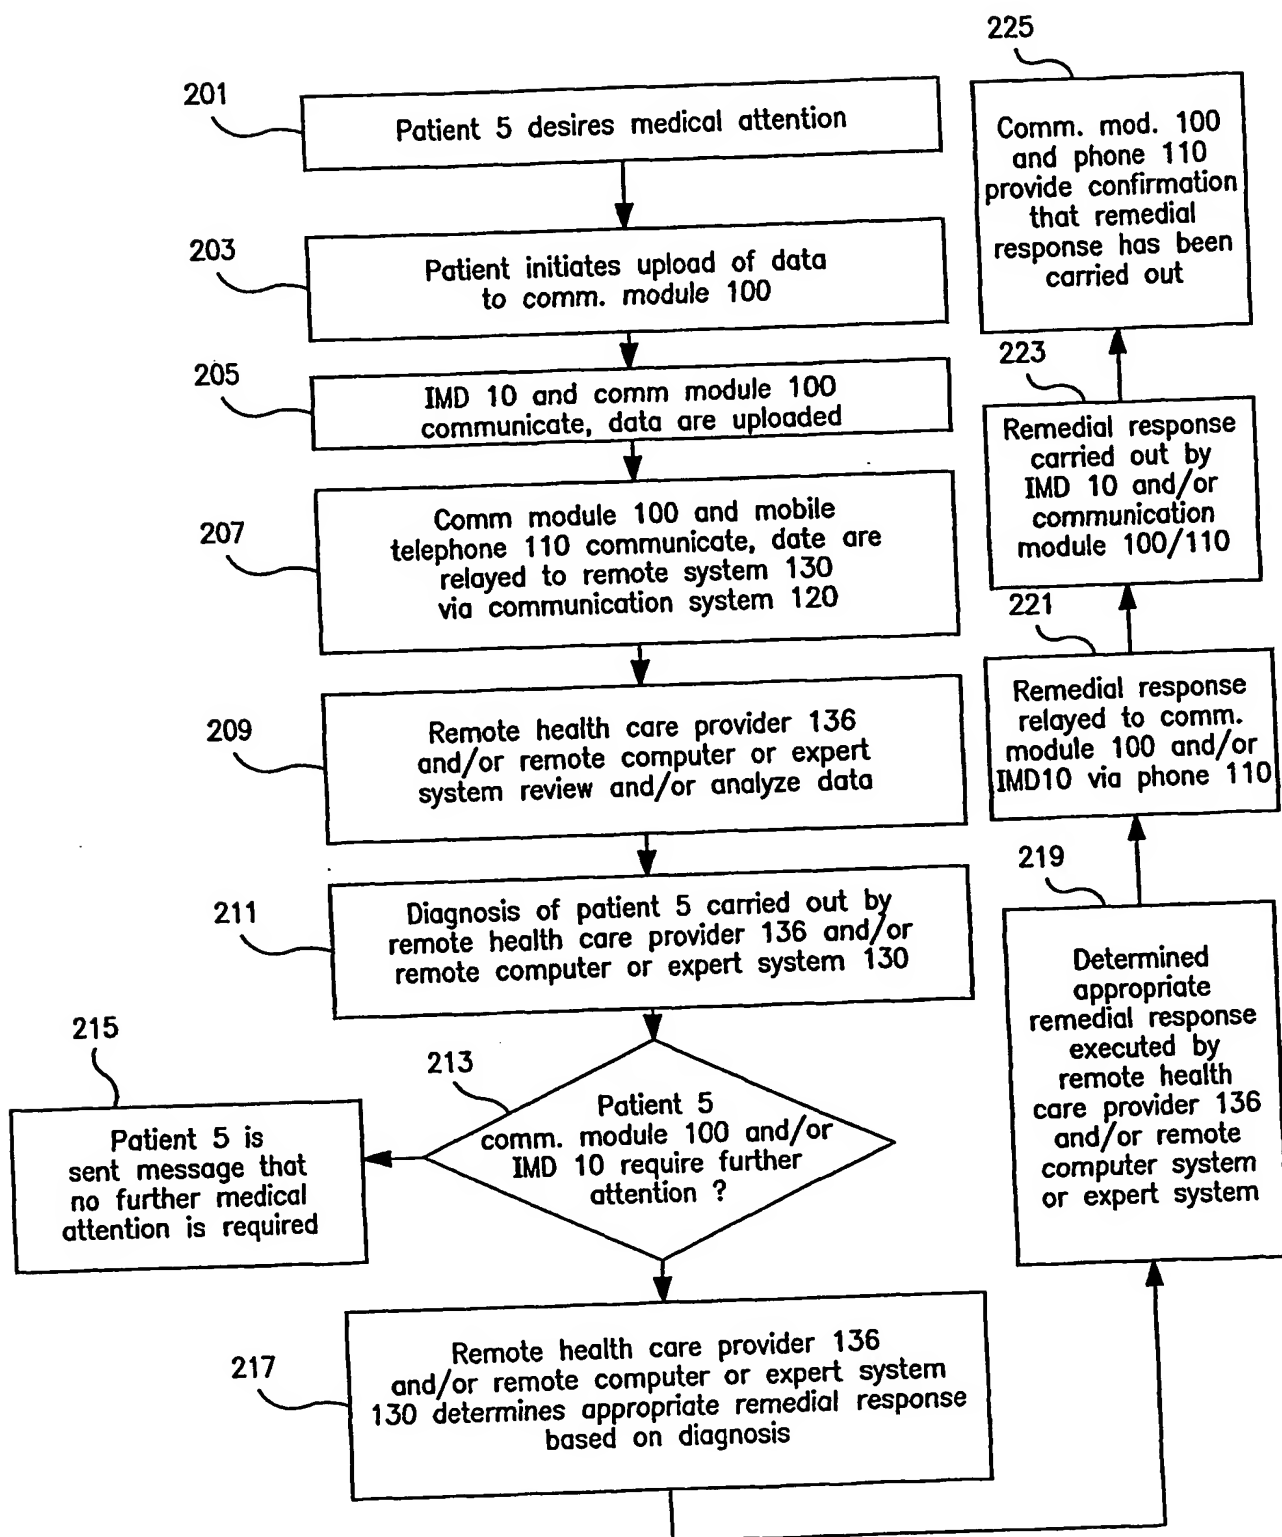 201
Patient 5 desires medical attention
203
Patient initiates upload of data
to comm. module 100
205
IMD 10 and comm module 100
communicate, data are uploaded
207
Comm module 100 and mobile
telephone 110 communicate, date are
relayed to remote system 130
via communication system 120
209
Remote health care provider 136
and/or remote computer or expert
system review and/or analyze data
211
Diagnosis of patient 5 carried out by
remote health care provider 136 and/or
remote computer or expert system 130
213
Patient 5
comm. module 100 and/or
IMD 10 require further
attention ?
215
Patient 5 is
sent message that
no further medical
attention is required
217
Remote health care provider 136
and/or remote computer or expert system
130 determines appropriate remedial response
based on diagnosis
219
Determined
appropriate
remedial response
executed by
remote health
care provider 136
and/or remote
computer system
or expert system
221
Remedial response
relayed to comm.
module 100 and/or
IMD10 via phone 110
223
Remedial response
carried out by
IMD 10 and/or
communication
module 100/110
225
Comm. mod. 100
and phone 110
provide confirmation
that remedial
response has been
carried out